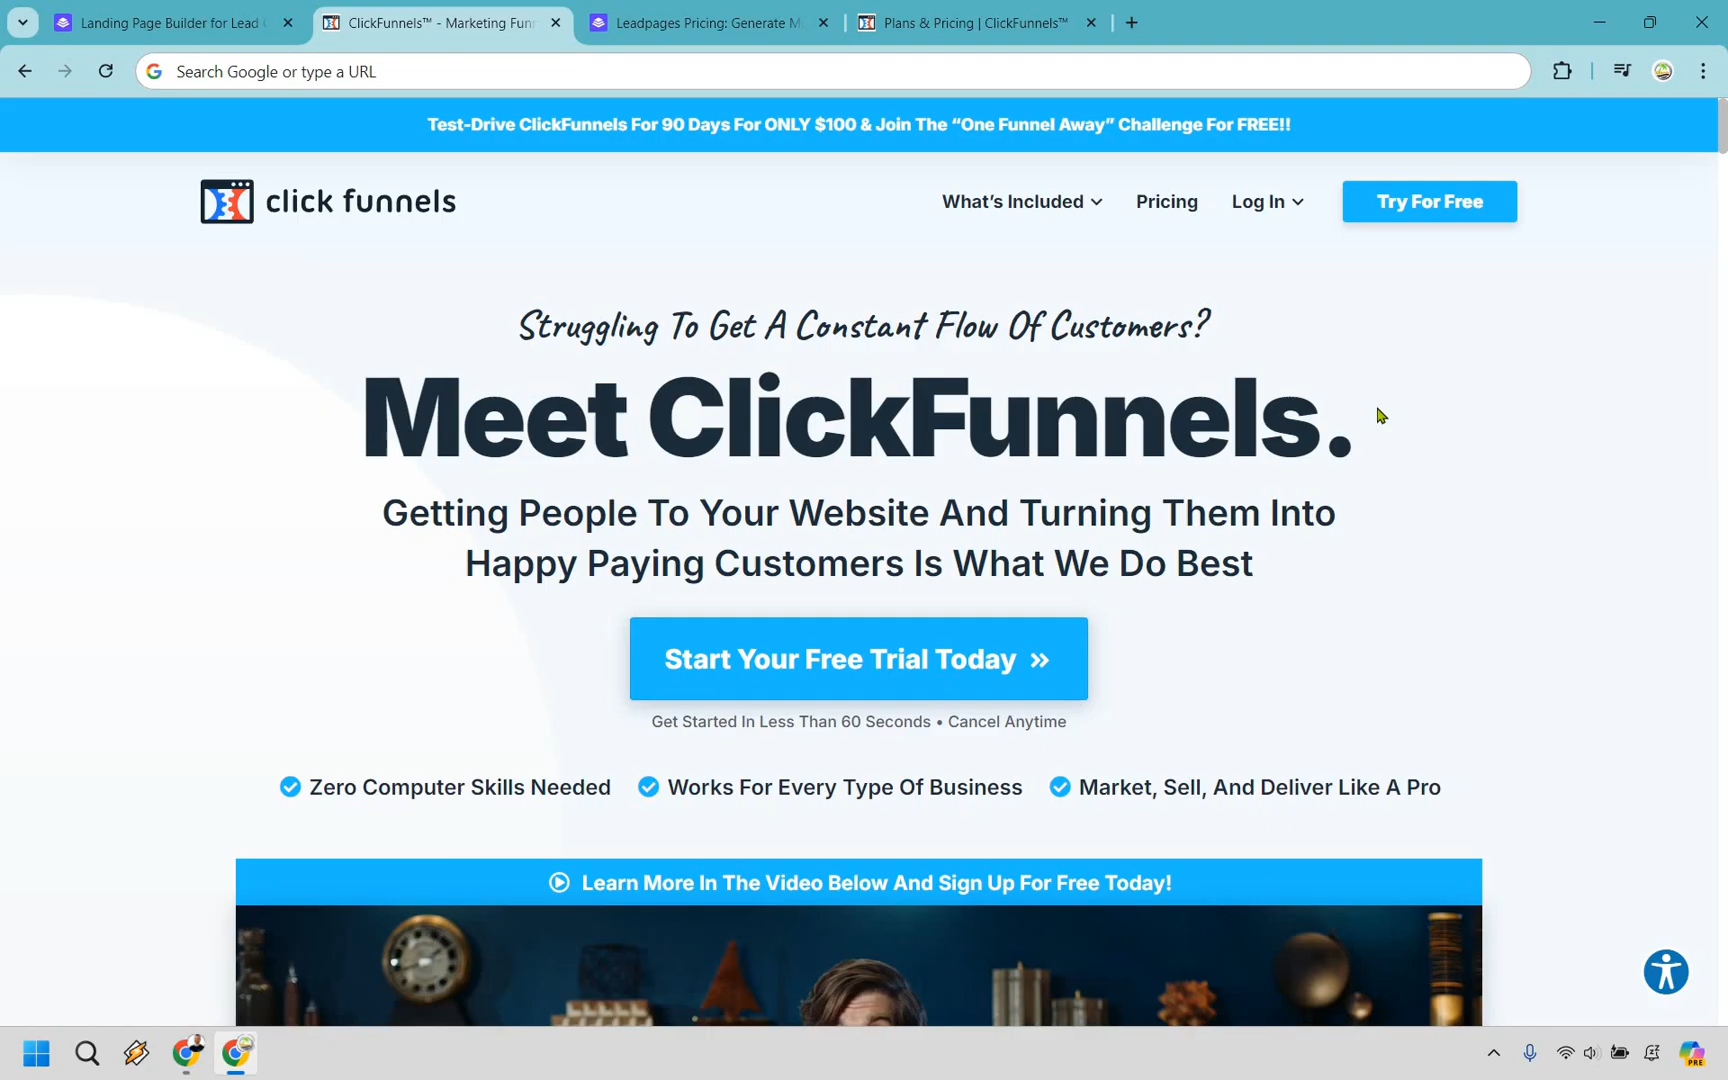 Landing Page Builder for Lead
ClickFunnels™ - Marketing Fun
Leadpages Pricing: Generate M
Plans & Pricing | ClickFunnels™
Search Google or type a URL
Test-Drive ClickFunnels For 90 Days For ONLY $100 & Join The “One Funnel Away” Challenge For FREE!!
click funnels
What's Included
Pricing
Log In
Try For Free
Struggling To Get A Constant Flow Of Customers?
Meet ClickFunnels.
Getting People To Your Website And Turning Them Into
Happy Paying Customers Is What We Do Best
Start Your Free Trial Today »
Get Started In Less Than 60 Seconds • Cancel Anytime
Zero Computer Skills Needed
Works For Every Type Of Business
Market, Sell, And Deliver Like A Pro
Learn More In The Video Below And Sign Up For Free Today!
PRE